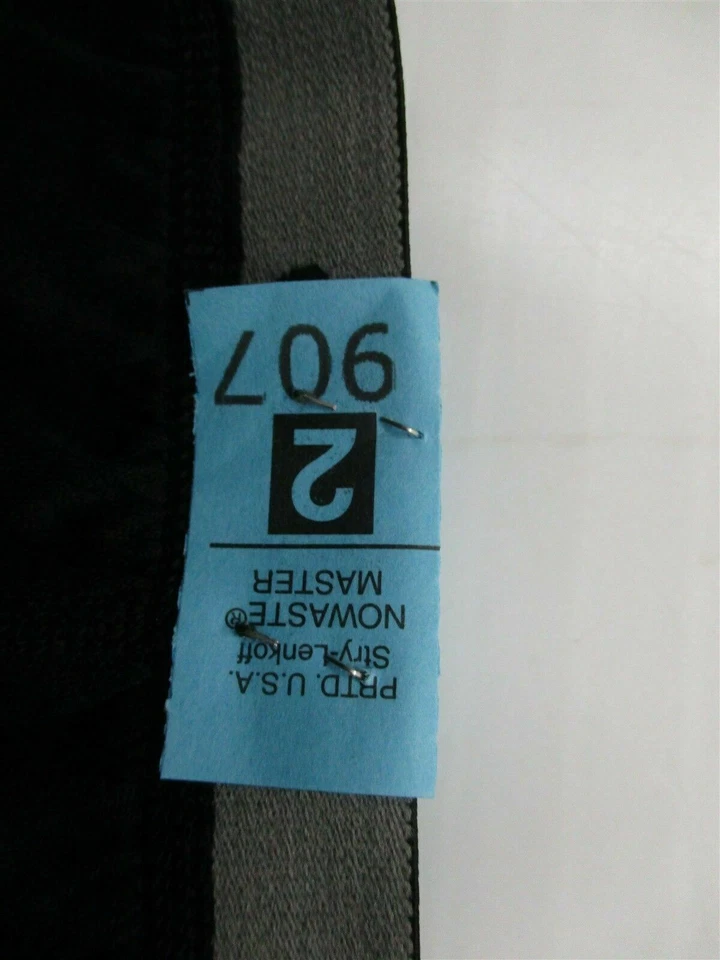 PRTD. U.S.A.
Stry-Lenkoff
NOWASTE®
MASTER
2
907